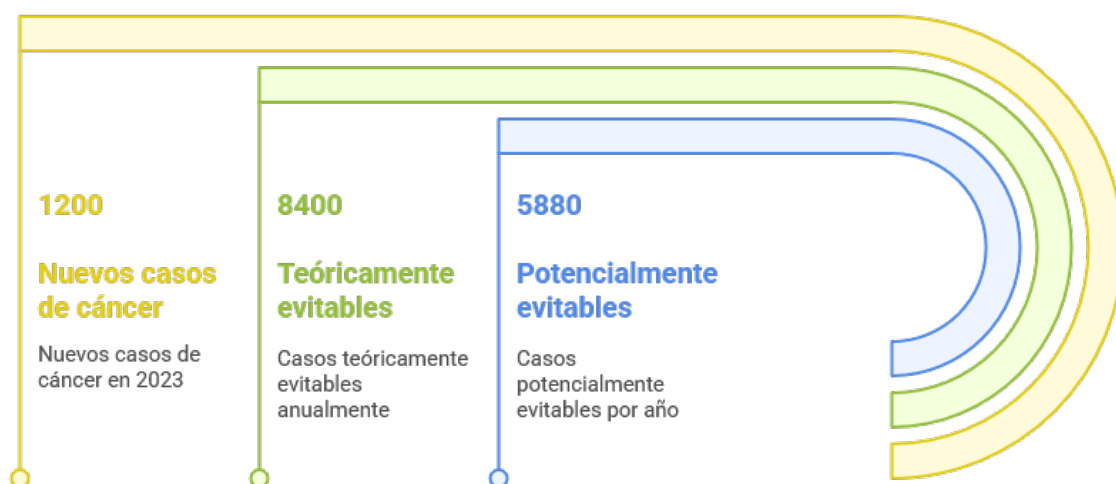 1200
Nuevos casos
de cáncer
Nuevos casos de
cáncer en 2023
8400
Teóricamente
evitables
Casos teóricamente
evitables
anualmente
5880
Potencialmente
evitables
Casos
potencialmente
evitables por año